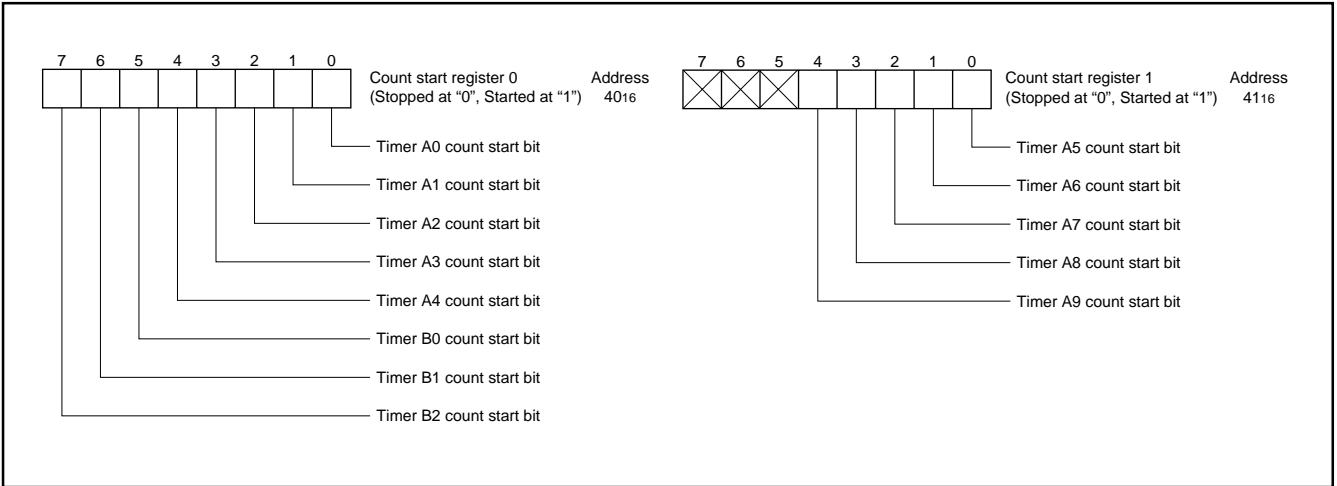 7 6 5 4 3 2 1 0
Count start register 0 Address
(Stopped at “0”, Started at “1”) 4016
Timer A0 count start bit
Timer A1 count start bit
Timer A2 count start bit
Timer A3 count start bit
Timer A4 count start bit
Timer B0 count start bit
Timer B1 count start bit
Timer B2 count start bit
7 6 5 4 3 2 1 0
Count start register 1 Address
(Stopped at “0”, Started at “1”) 4116
Timer A5 count start bit
Timer A6 count start bit
Timer A7 count start bit
Timer A8 count start bit
Timer A9 count start bit